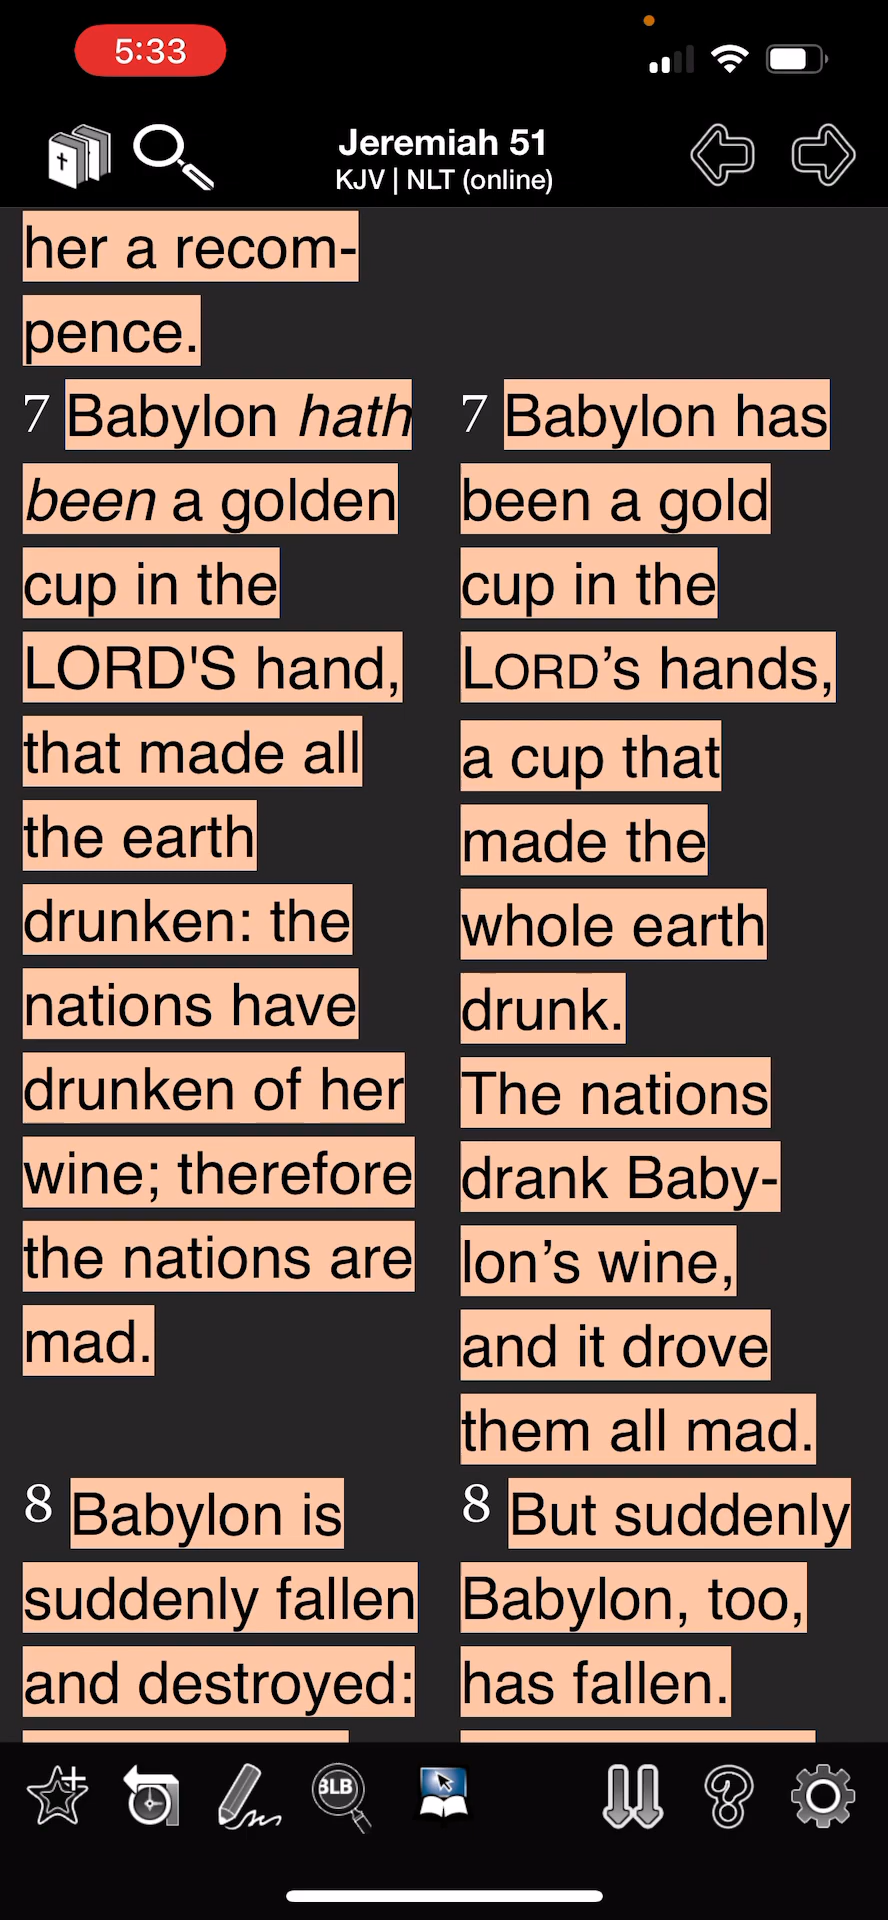 5:33
Jeremiah 51
KJV | NLT (online)
her a recom-
pence.
7 Babylon hath
been a golden
cup in the
LORD'S hand,
that made all
the earth
drunken: the
nations have
drunken of her
wine; therefore
the nations are
mad.
8 Babylon is
suddenly fallen
and destroyed:
7 Babylon has
been a gold
cup in the
LORD’s hands,
a cup that
made the
whole earth
drunk.
The nations
drank Baby-
lon’s wine,
and it drove
them all mad.
8 But suddenly
Babylon, too,
has fallen.
BLB